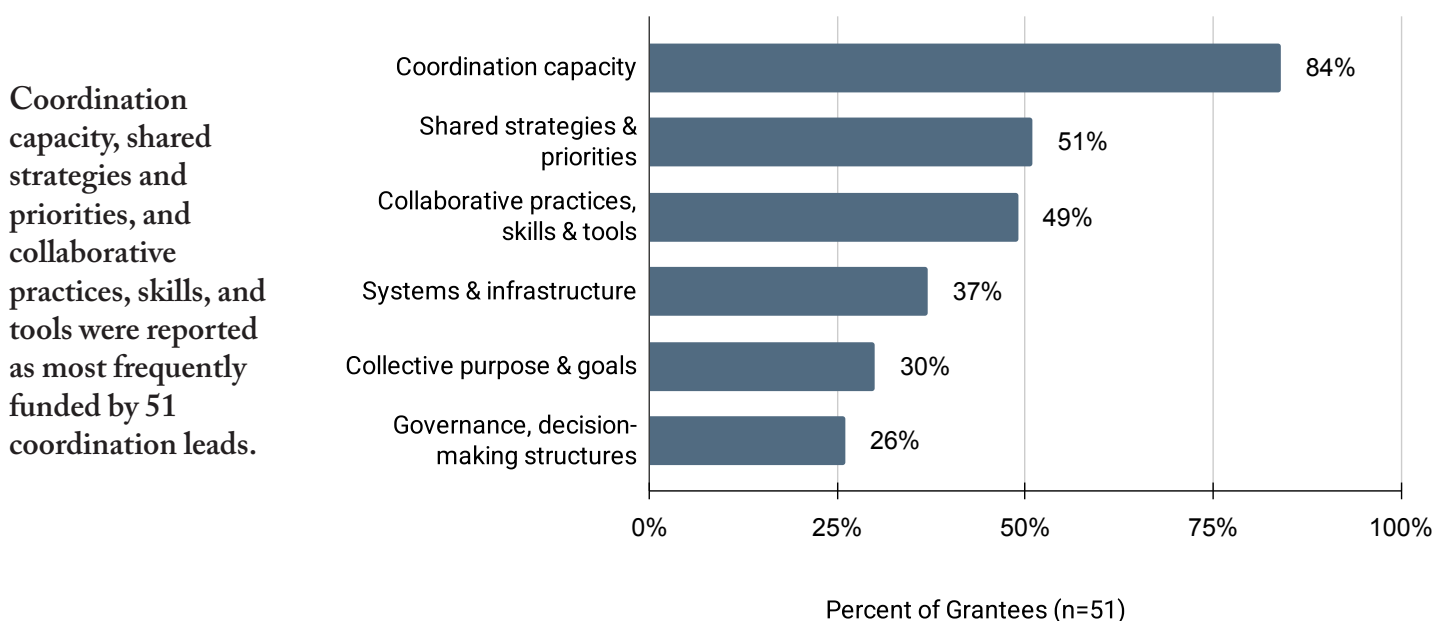 Coordination
capacity, shared
strategies and
priorities, and
collaborative
practices, skills, and
tools were reported
as most frequently
funded by 51
coordination leads.
Coordination capacity
84%
Shared strategies &
priorities
51%
Collaborative practices,
skills & tools
49%
Systems & infrastructure
37%
Collective purpose & goals
30%
Governance, decision-
making structures
26%
0% 25% 50% 75% 100%
Percent of Grantees (n=51)